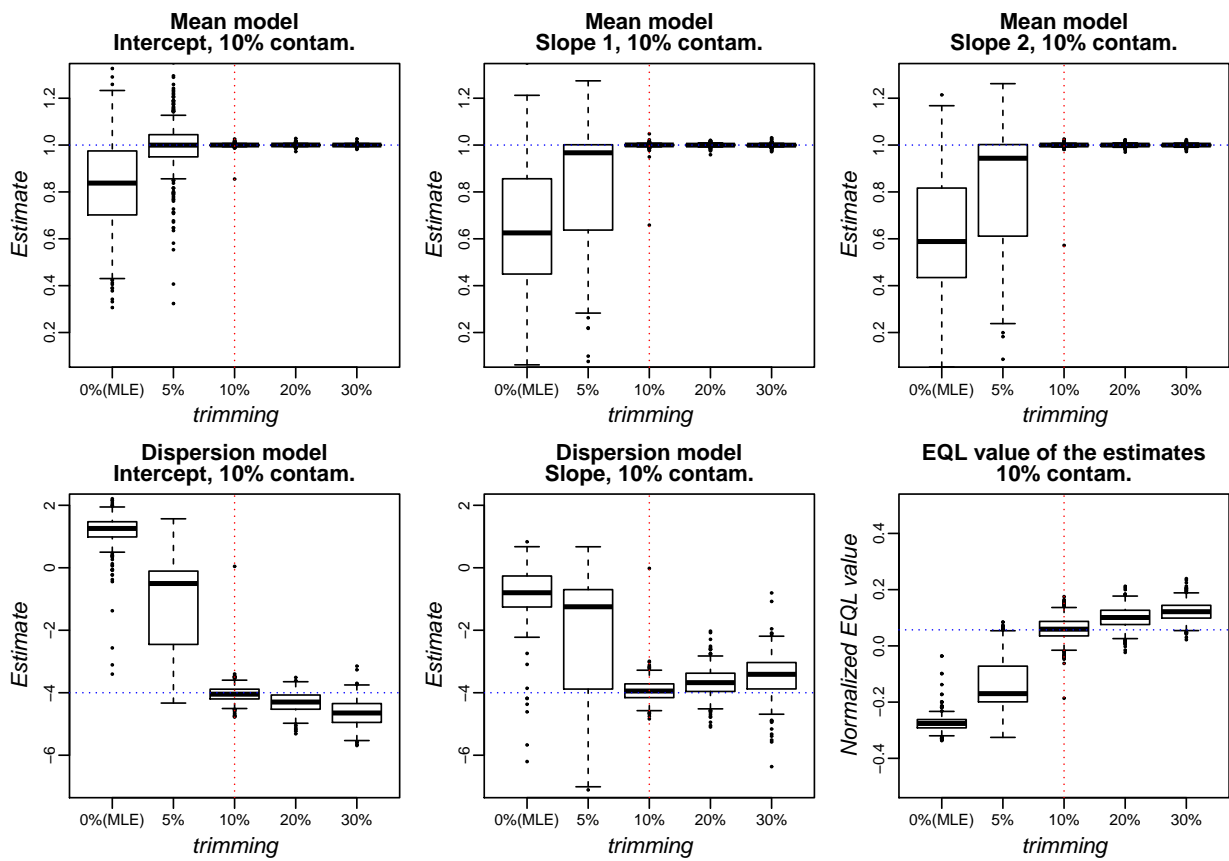 Mean model
Intercept, 10% contam.
Estimate
0.2 0.4 0.6 0.8 1.0 1.2
0%(MLE) 5% 10% 20% 30%
trimming
Mean model
Slope 1, 10% contam.
Estimate
0.2 0.4 0.6 0.8 1.0 1.2
0%(MLE) 5% 10% 20% 30%
trimming
Mean model
Slope 2, 10% contam.
Estimate
0.2 0.4 0.6 0.8 1.0 1.2
0%(MLE) 5% 10% 20% 30%
trimming
Dispersion model
Intercept, 10% contam.
Estimate
−6 −4 −2 0 2
0%(MLE) 5% 10% 20% 30%
trimming
Dispersion model
Slope, 10% contam.
Estimate
−6 −4 −2 0 2
0%(MLE) 5% 10% 20% 30%
trimming
EQL value of the estimates
10% contam.
Normalized EQL value
−0.4 −0.2 0.0 0.2 0.4
0%(MLE) 5% 10% 20% 30%
trimming